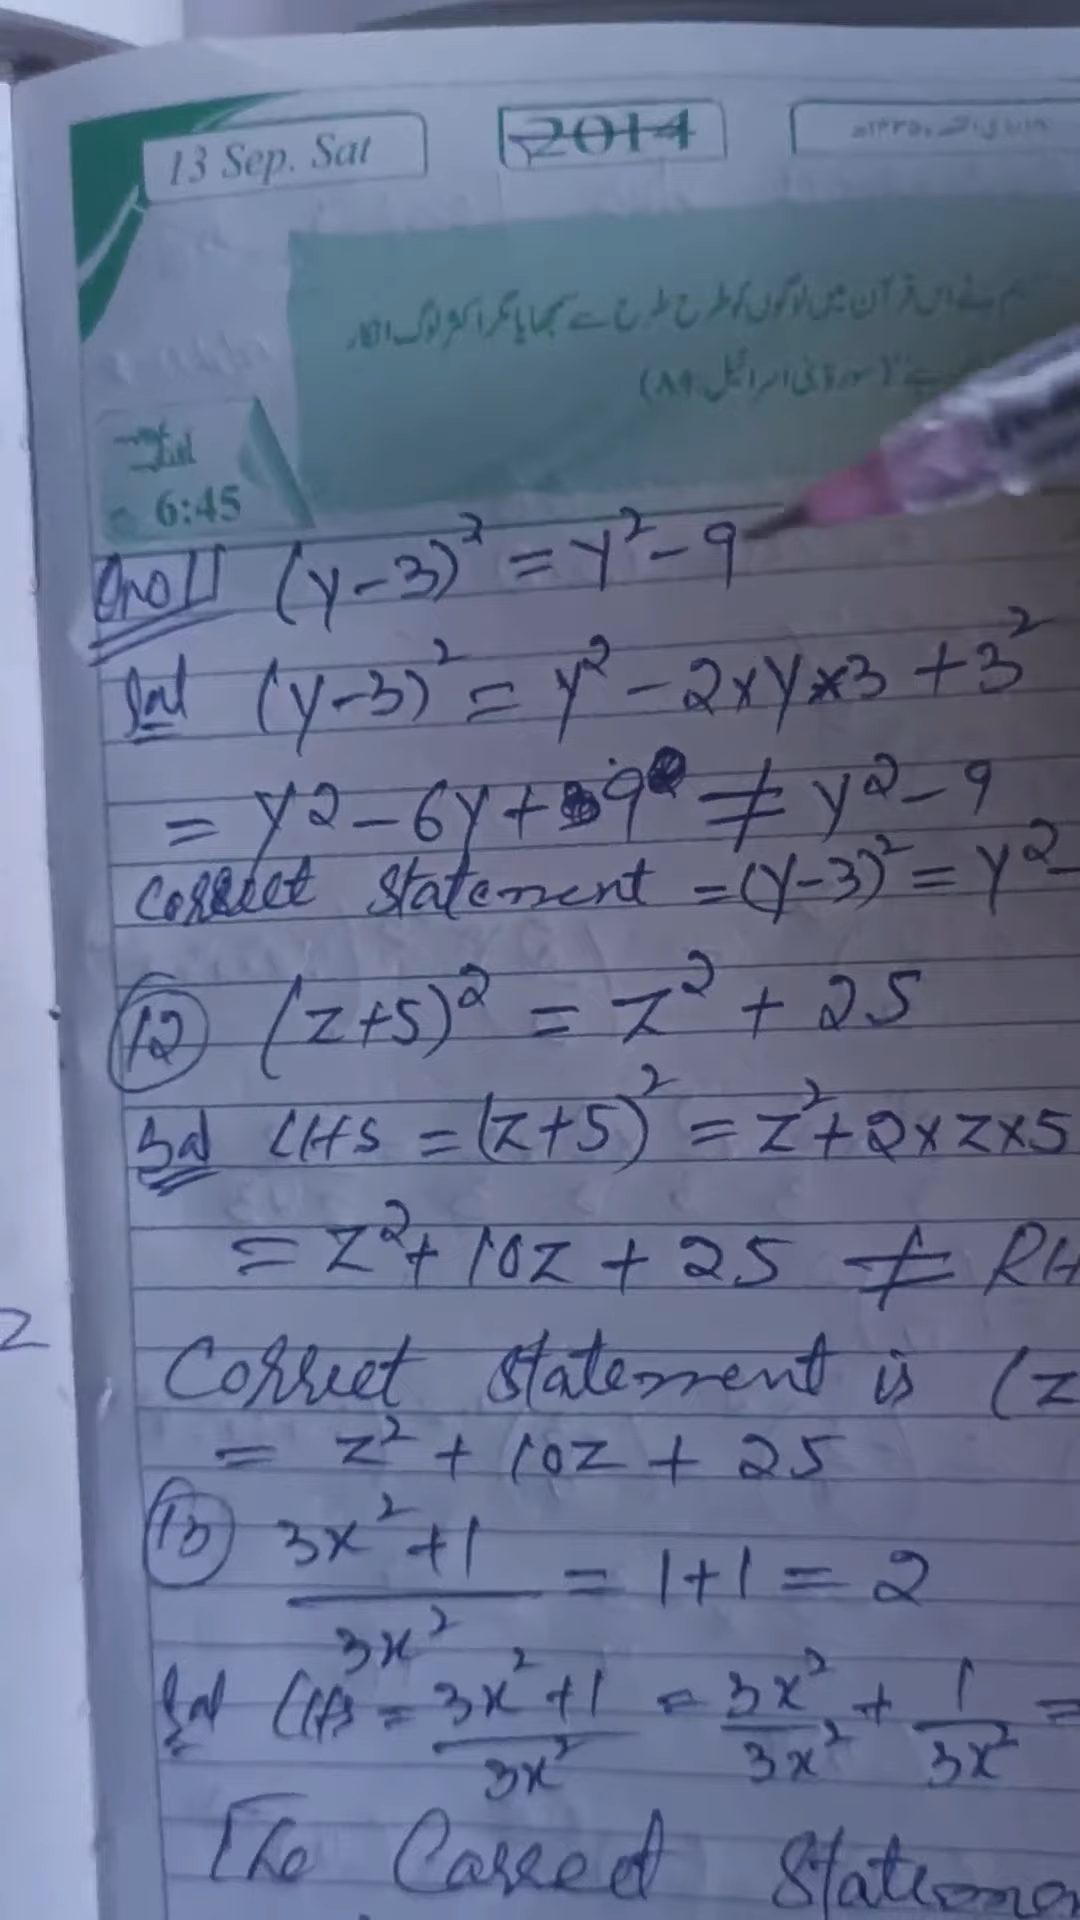 13 Sep. Sat
2014
6:45
Qno11 (y-3)² = y² - 9
Sol (y-3)² = y² - 2×y×3 + 3²
= y² - 6y + 9 ≠ y² - 9
Correct Statement = (y-3)² = y² -
12 (z+5)² = z² + 25
Sol LHS = (z+5)² = z² + 2×z×5
= z² + 10z + 25 ≠ RH
Correct Statement is (z
= z² + 10z + 25
13 3x² + 1 / 3x² = 1 + 1 = 2
Sol LHS = 3x² + 1 / 3x² = 3x² / 3x² + 1 / 3x² =
The Correct Statemen